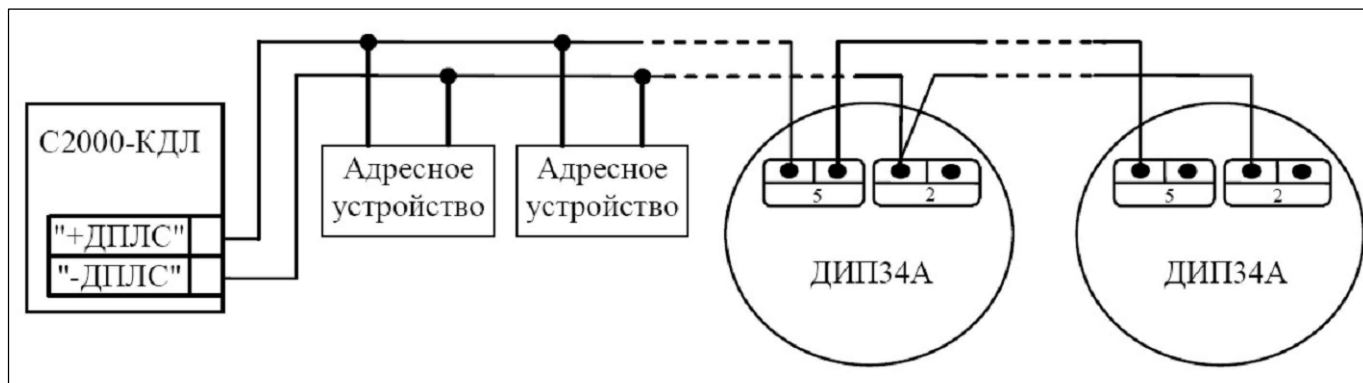 С2000-КДЛ
"+ДПЛС"
"-ДПЛС"
Адресное
устройство
Адресное
устройство
5
2
ДИП34А
5
2
ДИП34А